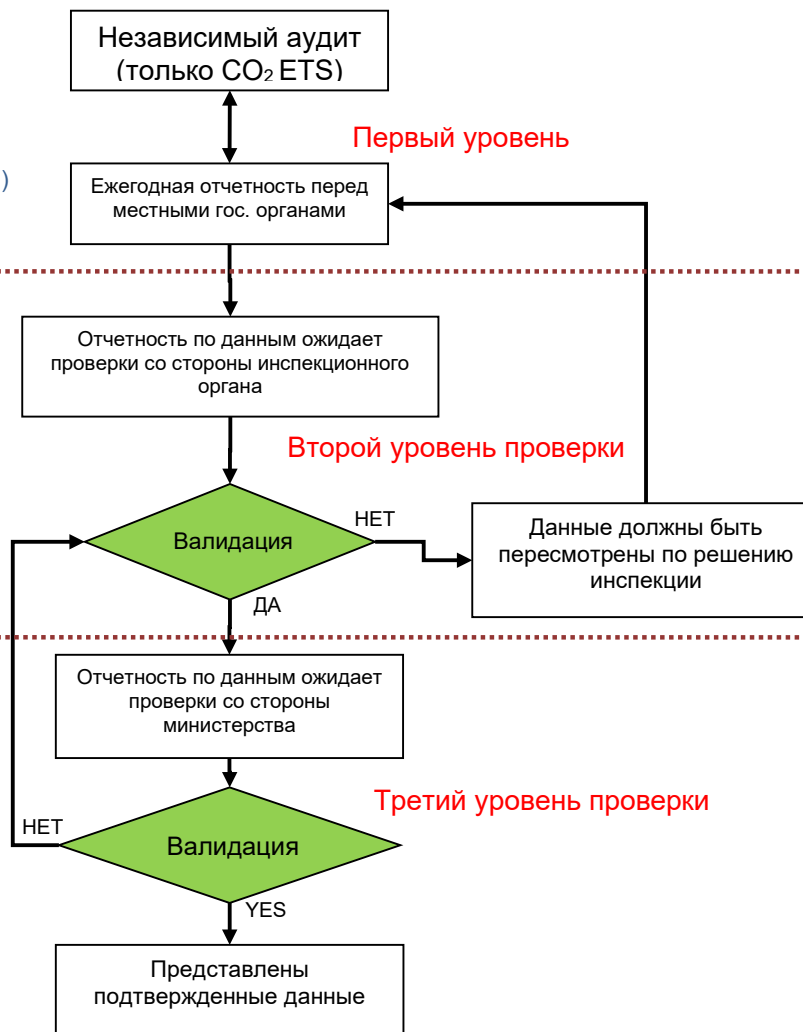 Независимый аудит
(только CO₂ ETS)
Первый уровень
)
Ежегодная отчетность перед
местными гос. органами
Отчетность по данным ожидает
проверки со стороны инспекционного
органа
Второй уровень проверки
Валидация
НЕТ
Данные должны быть
пересмотрены по решению
инспекции
ДА
Отчетность по данным ожидает
проверки со стороны
министерства
Третий уровень проверки
НЕТ
Валидация
YES
Представлены
подтвержденные данные